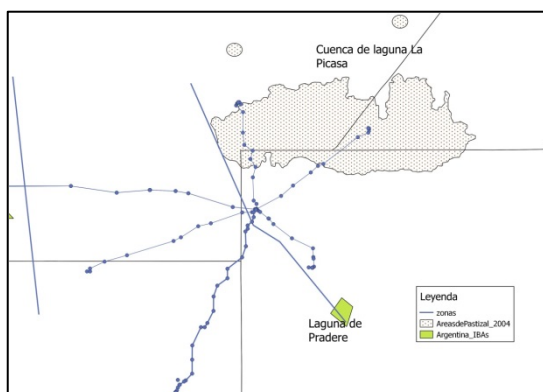 Cuenca de laguna La
Picasa
Leyenda
zonas
AreasdePastizal_2004
Argentina_IBAs
Laguna de
Pradere